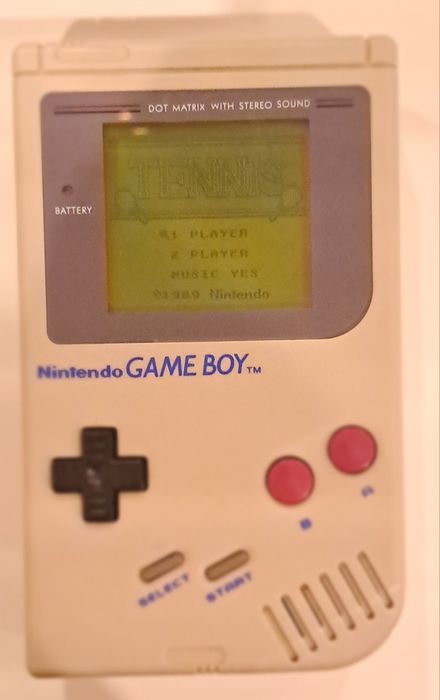 DOT MATRIX WITH STEREO SOUND
BATTERY
TENNIS
1 PLAYER
2 PLAYER
MUSIC YES
©1989 Nintendo
Nintendo GAME BOY™
A
B
SELECT
START